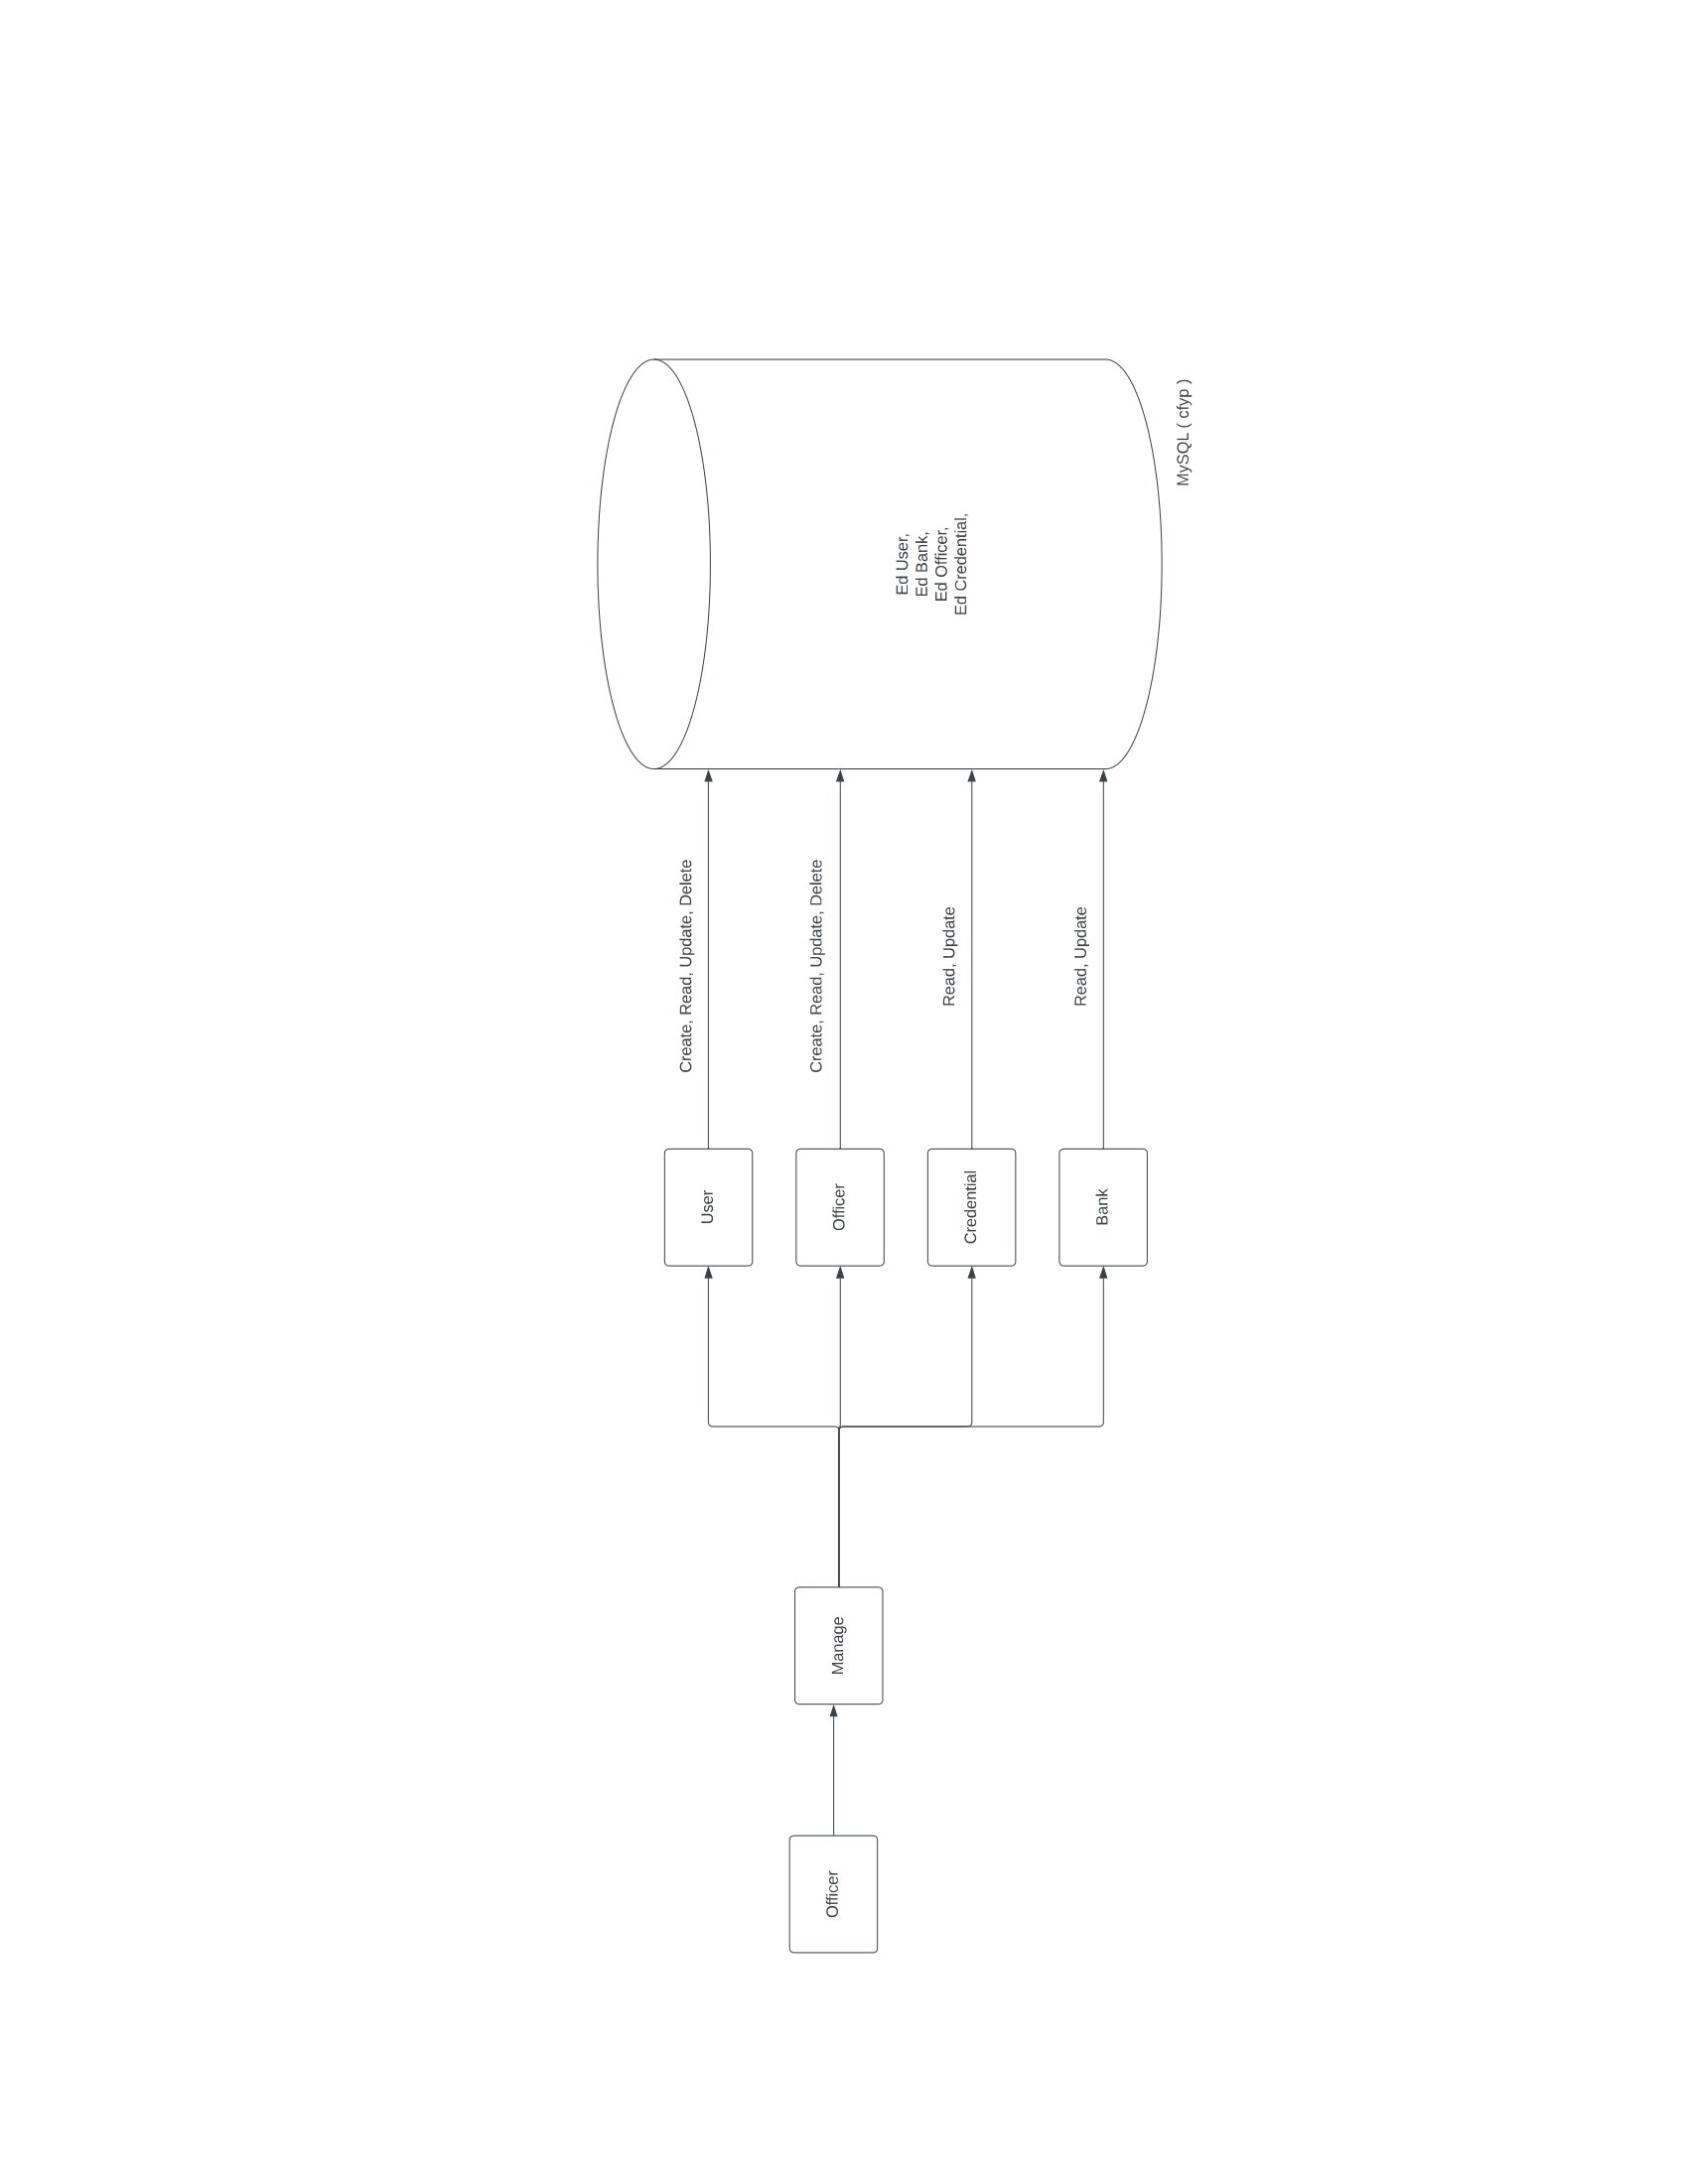 Officer
Manage
User
Officer
Credential
Bank
Create, Read, Update, Delete
Create, Read, Update, Delete
Read, Update
Read, Update
Ed User,
Ed Bank,
Ed Officer,
Ed Credential,
MySQL ( cfyp )